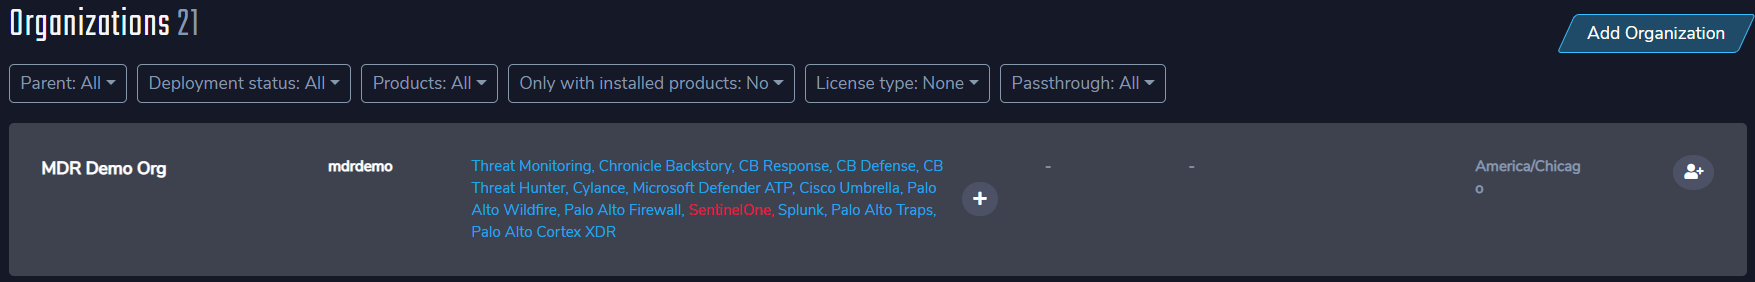 Organizations 21
Add Organization
Parent: All
Deployment status: All
Products: All
Only with installed products: No
License type: None
Passthrough: All
MDR Demo Org
mdrdemo
Threat Monitoring, Chronicle Backstory, CB Response, CB Defense, CB
Threat Hunter, Cylance, Microsoft Defender ATP, Cisco Umbrella, Palo
Alto Wildfire, Palo Alto Firewall, SentinelOne, Splunk, Palo Alto Traps,
Palo Alto Cortex XDR
-
-
America/Chicag
o